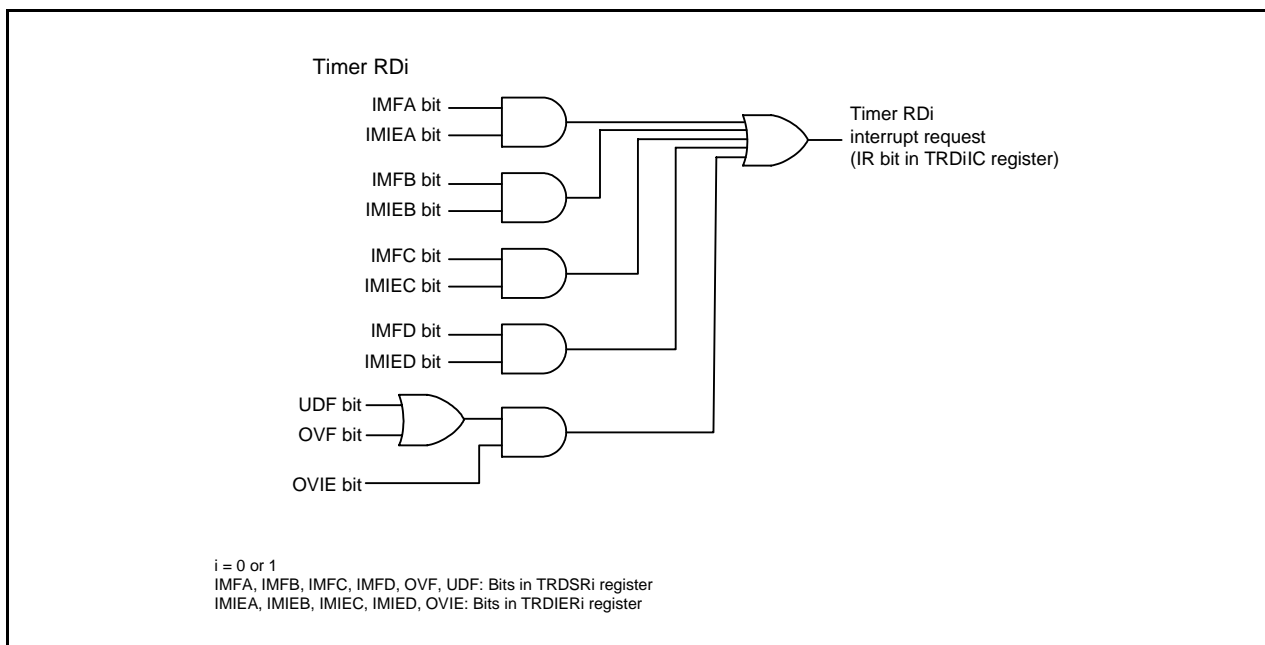 Timer RDi
IMFA bit
IMIEA bit
IMFB bit
IMIEB bit
IMFC bit
IMIEC bit
IMFD bit
IMIED bit
UDF bit
OVF bit
OVIE bit
Timer RDi
interrupt request
(IR bit in TRDiIC register)
i = 0 or 1
IMFA, IMFB, IMFC, IMFD, OVF, UDF: Bits in TRDSRi register
IMIEA, IMIEB, IMIEC, IMIED, OVIE: Bits in TRDIERi register